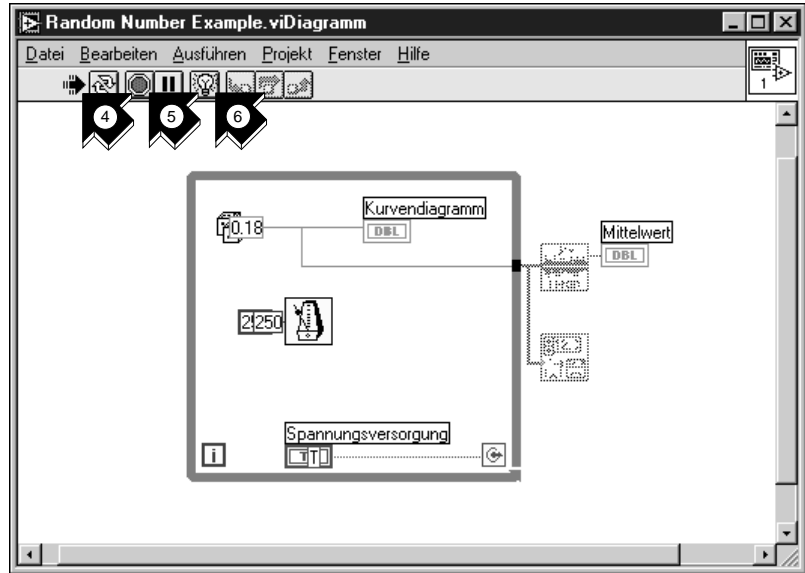 Random Number Example.viDiagramm
Datei Bearbeiten Ausführen Projekt Fenster Hilfe
1
4 5 6
0.18
Kurvendiagramm
DBL
Mittelwert
DBL
250
Spannungsversorgung
T
i